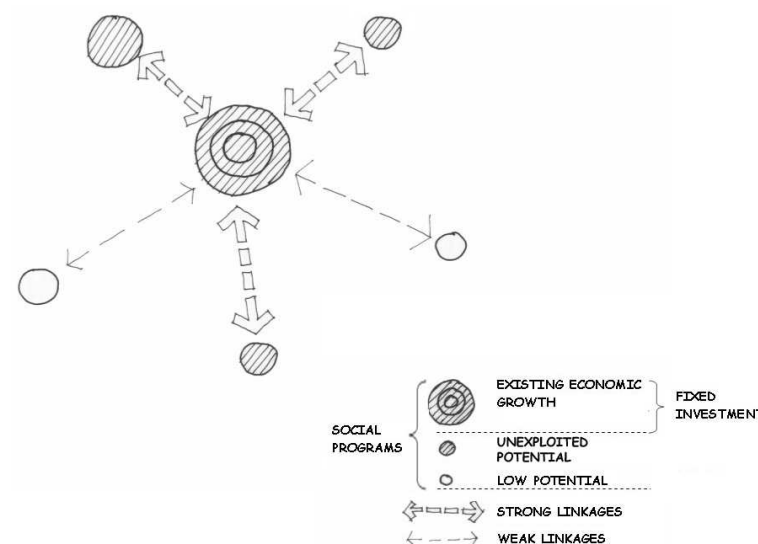 EXISTING ECONOMIC
GROWTH
FIXED
INVESTMENT
SOCIAL
PROGRAMS
UNEXPLOITED
POTENTIAL
LOW POTENTIAL
STRONG LINKAGES
WEAK LINKAGES